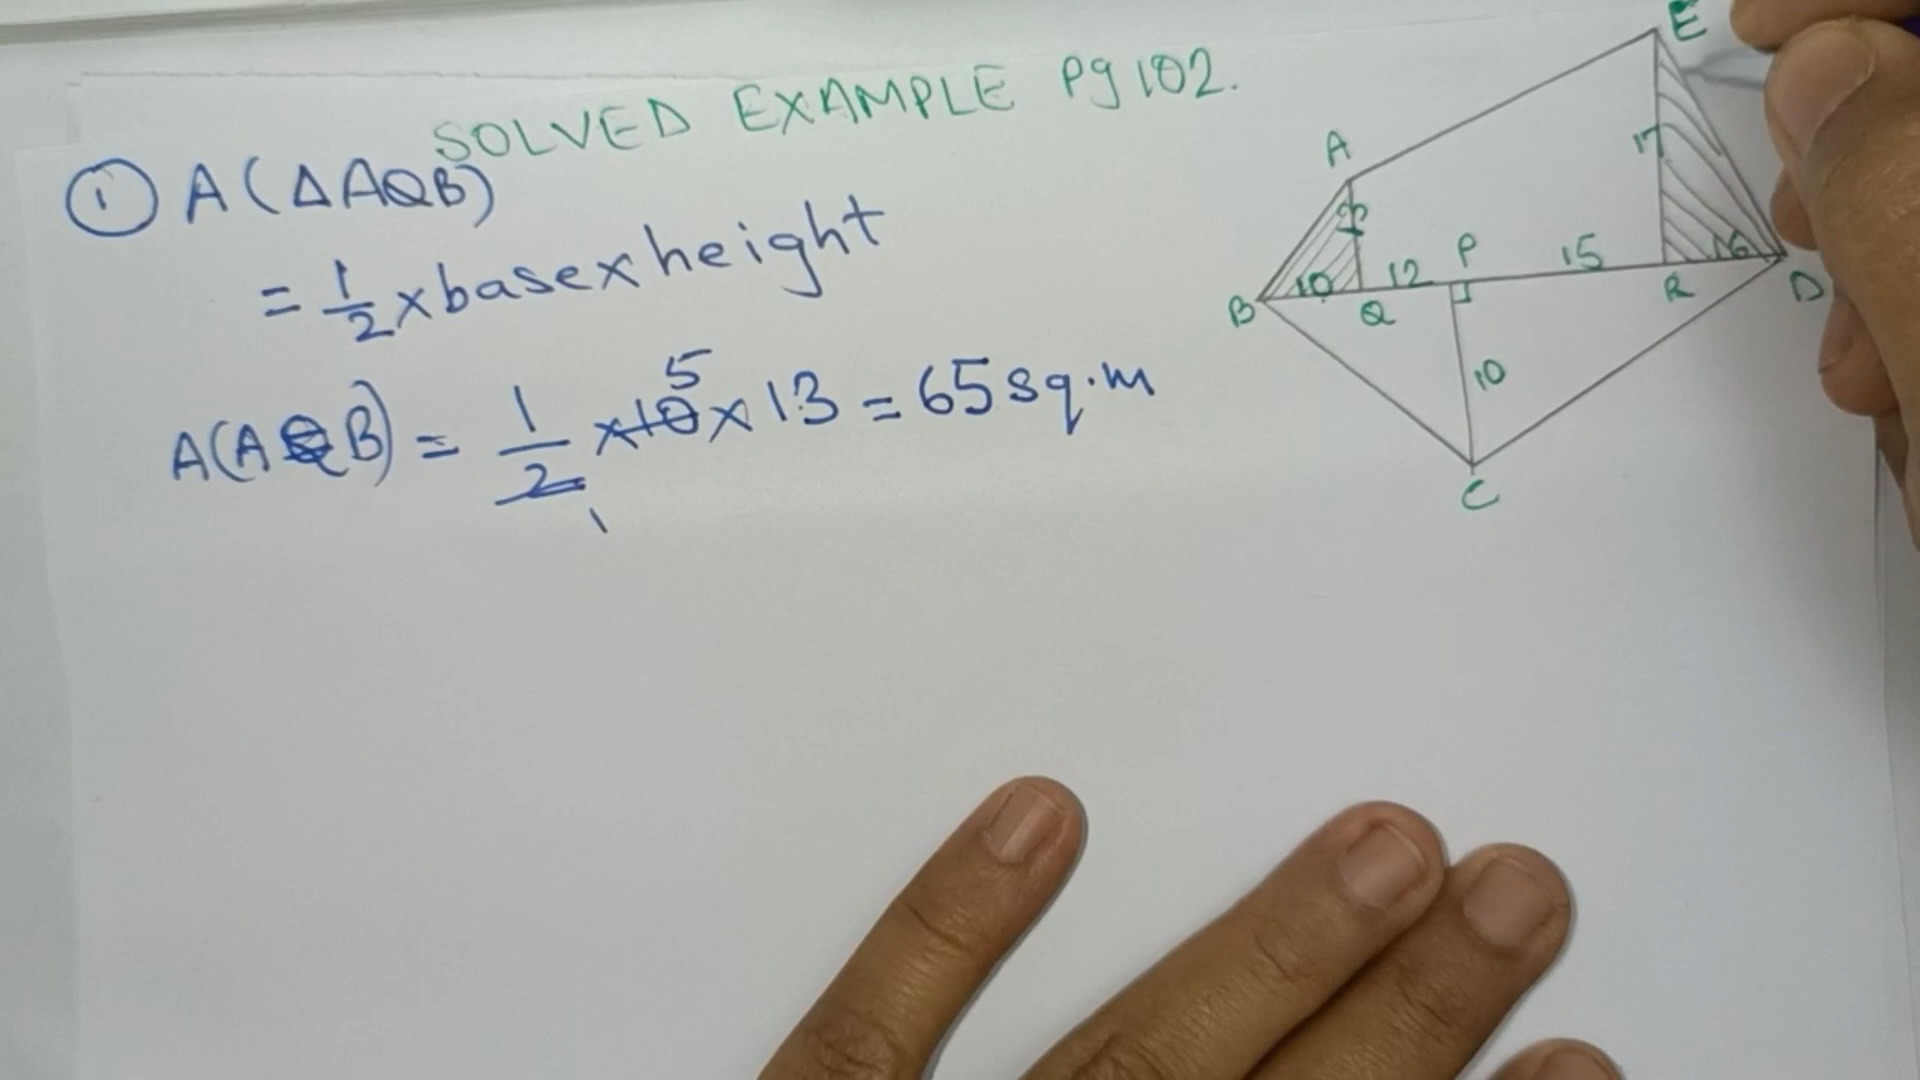 SOLVED EXAMPLE Pg 102.
① A(△AQB)
= 1/2 x base x height
A(AQB) = 1/2 x 10 x 13 = 65 sq.m
5
1
E
A
17
P
15
16
10
12
B
Q
R
D
10
C